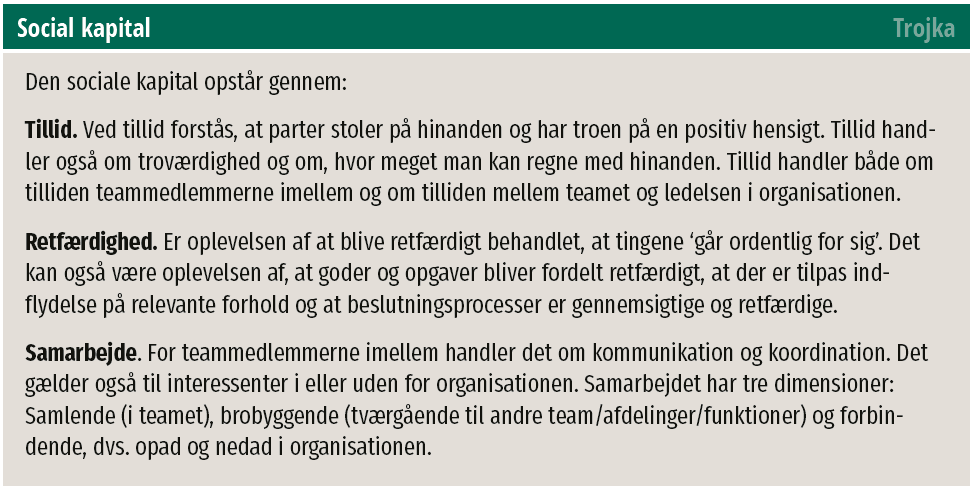 Social kapital
Trojka
Den sociale kapital opstår gennem:
Tillid. Ved tillid forstås, at parter stoler på hinanden og har troen på en positiv hensigt. Tillid hand-
ler også om troværdighed og om, hvor meget man kan regne med hinanden. Tillid handler både om
tilliden teammedlemmerne imellem og om tilliden mellem teamet og ledelsen i organisationen.
Retfærdighed. Er oplevelsen af at blive retfærdigt behandlet, at tingene ‘går ordentlig for sig’. Det
kan også være oplevelsen af, at goder og opgaver bliver fordelt retfærdigt, at der er tilpas ind-
flydelse på relevante forhold og at beslutningsprocesser er gennemsigtige og retfærdige.
Samarbejde. For teammedlemmerne imellem handler det om kommunikation og koordination. Det
gælder også til interessenter i eller uden for organisationen. Samarbejdet har tre dimensioner:
Samlende (i teamet), brobyggende (tværgående til andre team/afdelinger/funktioner) og forbin-
dende, dvs. opad og nedad i organisationen.